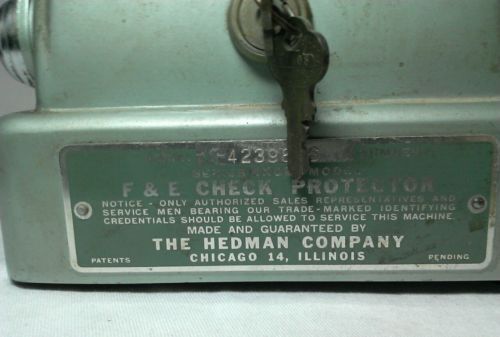 F & E CHECK PROTECTOR
NOTICE - ONLY AUTHORIZED SALES REPRESENTATIVES AND
SERVICE MEN BEARING OUR TRADE-MARKED IDENTIFYING
CREDENTIALS SHOULD BE ALLOWED TO SERVICE THIS MACHINE.
MADE AND GUARANTEED BY
THE HEDMAN COMPANY
CHICAGO 14, ILLINOIS
PATENTS PENDING